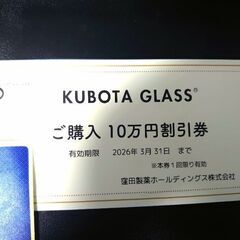 KUBOTA GLASS®
ご購入 10万円割引券
有効期限 2026年 3月 31日 まで
※本券1回限り有効
窪田製薬ホールディングス株式会社